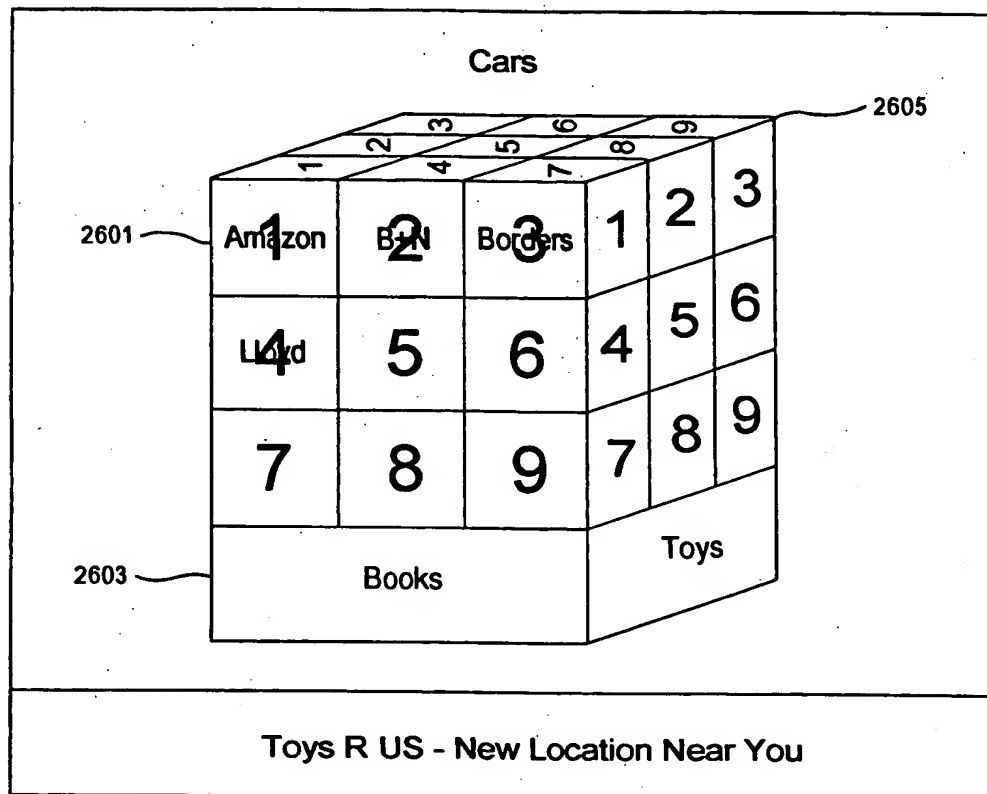 Cars
2605
3 6 9
2 5 8
1 4 7
2601
Amazon 1 B+N 2 Borders 3
1 2 3
Lloyd 4 5 6
4 5 6
7 8 9
7 8 9
2603
Books
Toys
Toys R US - New Location Near You